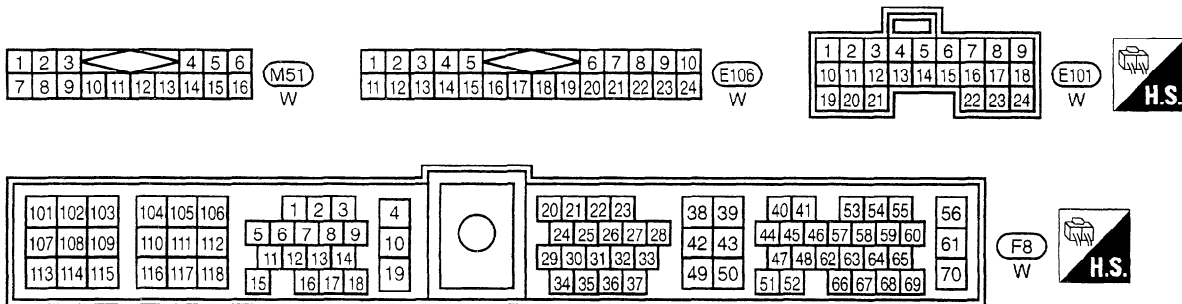 1 2 3 4 5 6
7 8 9 10 11 12 13 14 15 16
M51
W
1 2 3 4 5 6 7 8 9 10
11 12 13 14 15 16 17 18 19 20 21 22 23 24
E106
W
1 2 3 4 5 6 7 8 9
10 11 12 13 14 15 16 17 18
19 20 21 22 23 24
E101
W
H.S.
101 102 103 104 105 106 1 2 3 4 20 21 22 23 38 39 40 41 53 54 55 56
5 6 7 8 9 24 25 26 27 28 44 45 46 57 58 59 60
107 108 109 110 111 112 10 42 43 61
11 12 13 14 29 30 31 32 33 47 48 62 63 64 65
113 114 115 116 117 118 19 49 50 70
15 16 17 18 34 35 36 37 51 52 66 67 68 69
F8
W
H.S.